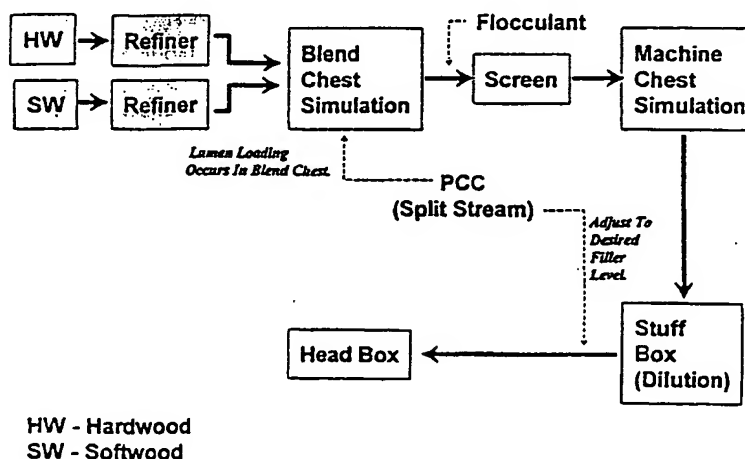 Flocculant
HW
Refiner
SW
Refiner
Blend
Chest
Simulation
Screen
Machine
Chest
Simulation
Lumen Loading
Occurs In Blend Chest.
PCC
(Split Stream)
Adjust To
Desired
Filler
Level.
Head Box
Stuff
Box
(Dilution)
HW - Hardwood
SW - Softwood